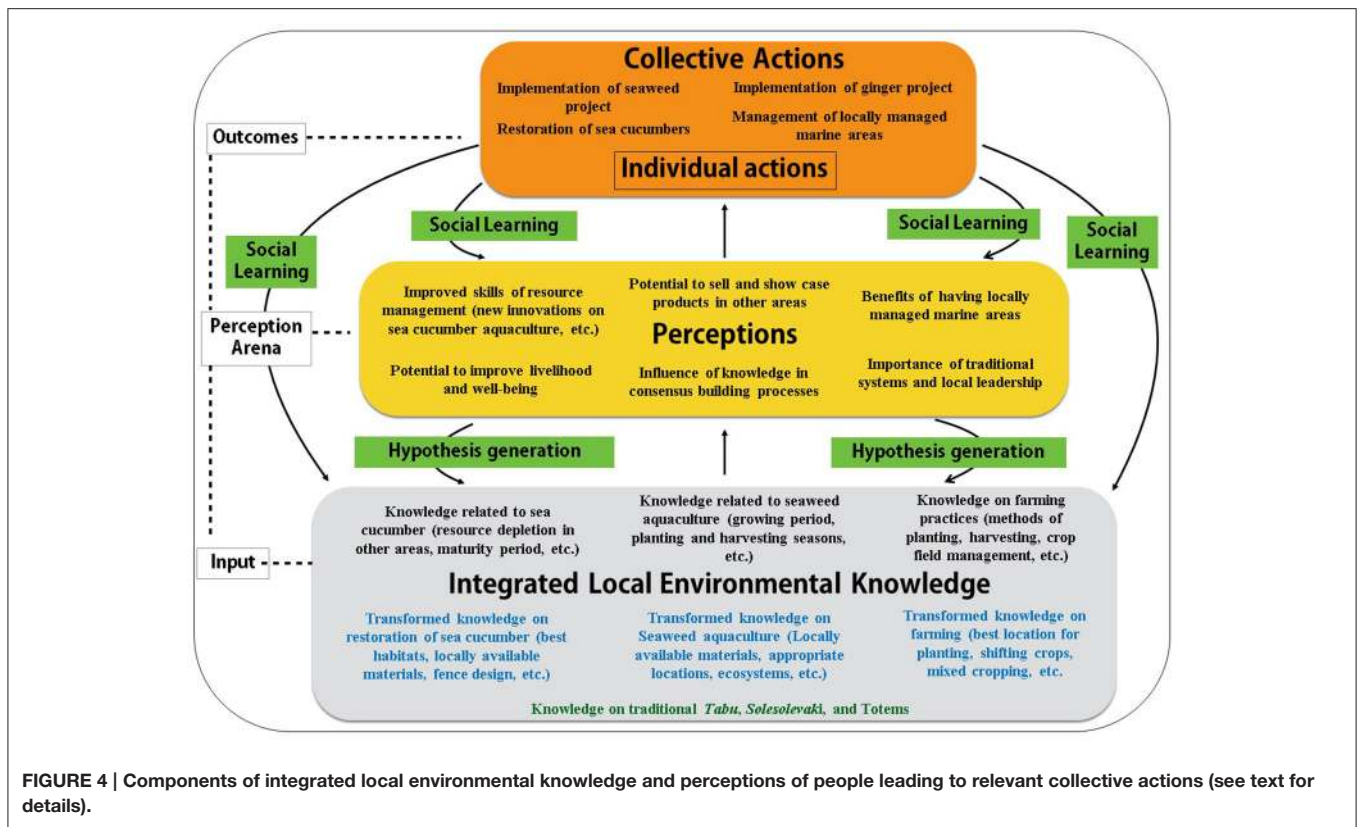 Collective Actions
Implementation of seaweed
project
Implementation of ginger project
Restoration of sea cucumbers
Management of locally managed
marine areas
Individual actions
Outcomes
Social Learning
Social Learning
Social
Learning
Social
Learning
Perception
Arena
Improved skills of resource
management (new innovations on
sea cucumber aquaculture, etc.)
Potential to sell and show case
products in other areas
Benefits of having locally
managed marine areas
Perceptions
Potential to improve livelihood
and well-being
Influence of knowledge in
consensus building processes
Importance of traditional
systems and local leadership
Hypothesis generation
Hypothesis generation
Input
Knowledge related to sea
cucumber (resource depletion in
other areas, maturity period, etc.)
Knowledge related to seaweed
aquaculture (growing period,
planting and harvesting seasons,
etc.)
Knowledge on farming
practices (methods of
planting, harvesting, crop
field management, etc.)
Integrated Local Environmental Knowledge
Transformed knowledge on
restoration of sea cucumber (best
habitats, locally available
materials, fence design, etc.)
Transformed knowledge on
Seaweed aquaculture (Locally
available materials, appropriate
locations, ecosystems, etc.)
Transformed knowledge on
farming (best location for
planting, shifting crops,
mixed cropping, etc.
Knowledge on traditional Tabu, Solesolevaki, and Totems
FIGURE 4 | Components of integrated local environmental knowledge and perceptions of people leading to relevant collective actions (see text for
details).